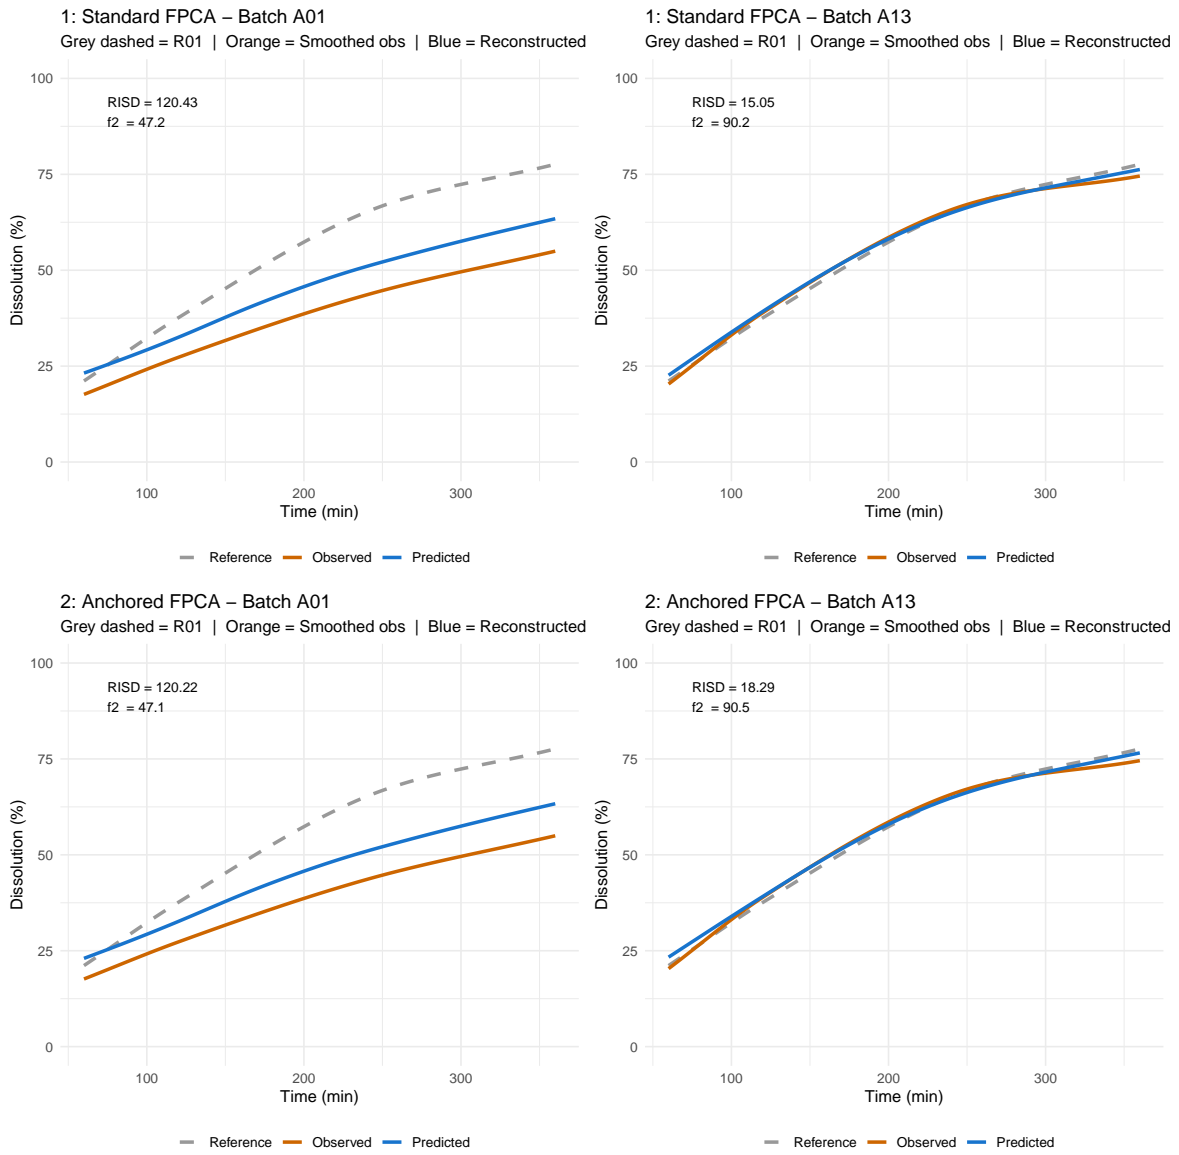 1: Standard FPCA – Batch A01
Grey dashed = R01 | Orange = Smoothed obs | Blue = Reconstructed
100
75
50
25
0
Dissolution (%)
RISD = 120.43
f2 = 47.2
100
200
300
Time (min)
Reference
Observed
Predicted
1: Standard FPCA – Batch A13
Grey dashed = R01 | Orange = Smoothed obs | Blue = Reconstructed
100
75
50
25
0
Dissolution (%)
RISD = 15.05
f2 = 90.2
100
200
300
Time (min)
Reference
Observed
Predicted
2: Anchored FPCA – Batch A01
Grey dashed = R01 | Orange = Smoothed obs | Blue = Reconstructed
100
75
50
25
0
Dissolution (%)
RISD = 120.22
f2 = 47.1
100
200
300
Time (min)
Reference
Observed
Predicted
2: Anchored FPCA – Batch A13
Grey dashed = R01 | Orange = Smoothed obs | Blue = Reconstructed
100
75
50
25
0
Dissolution (%)
RISD = 18.29
f2 = 90.5
100
200
300
Time (min)
Reference
Observed
Predicted